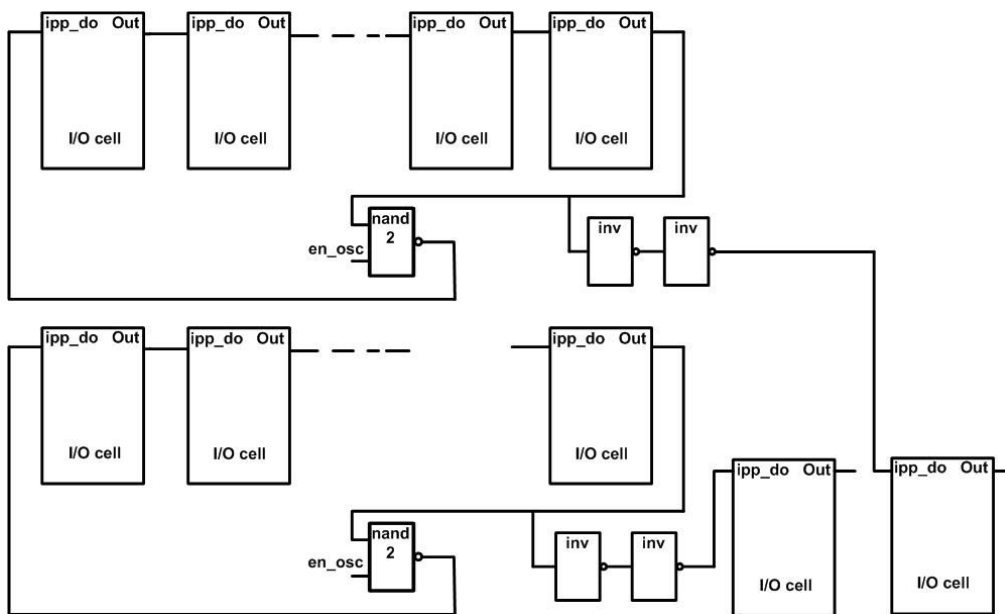 ipp_do Out ipp_do Out ipp_do Out ipp_do Out
I/O cell I/O cell I/O cell I/O cell
nand
2
en_osc
inv inv
ipp_do Out ipp_do Out ipp_do Out
I/O cell I/O cell I/O cell
ipp_do Out ipp_do Out
nand
2
en_osc
inv inv
I/O cell I/O cell